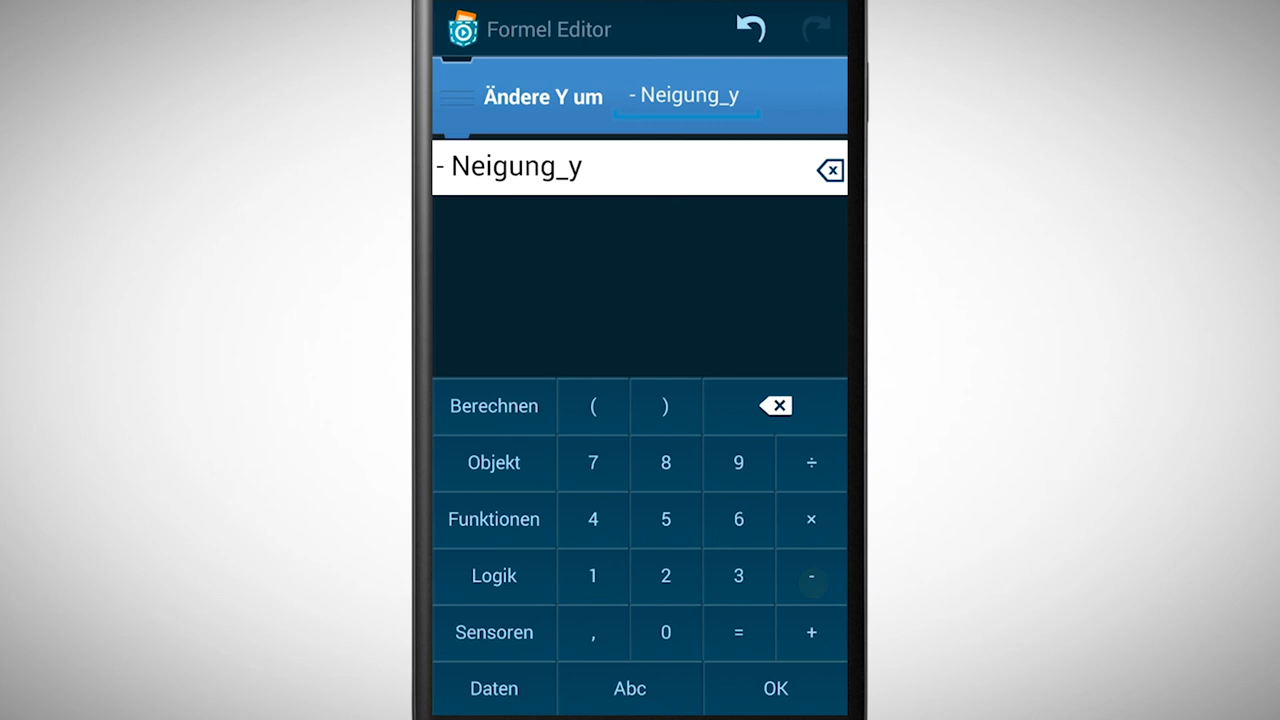 Formel Editor
Ändere Y um - Neigung_y
- Neigung_y
Berechnen ( )
Objekt 7 8 9 ÷
Funktionen 4 5 6 ×
Logik 1 2 3 -
Sensoren , 0 = +
Daten Abc OK